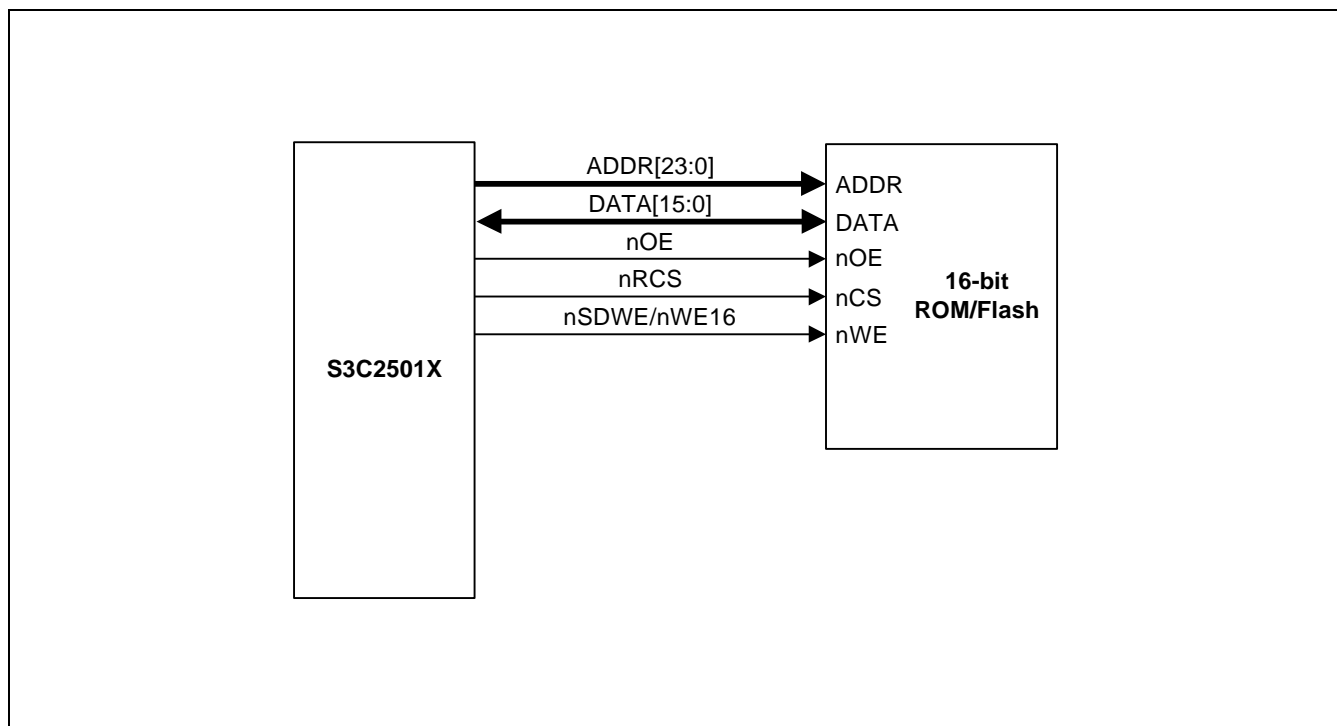 ADDR[23:0]
ADDR
DATA[15:0]
DATA
nOE
nOE
nRCS
nCS
nSDWE/nWE16
nWE
16-bit
ROM/Flash
S3C2501X